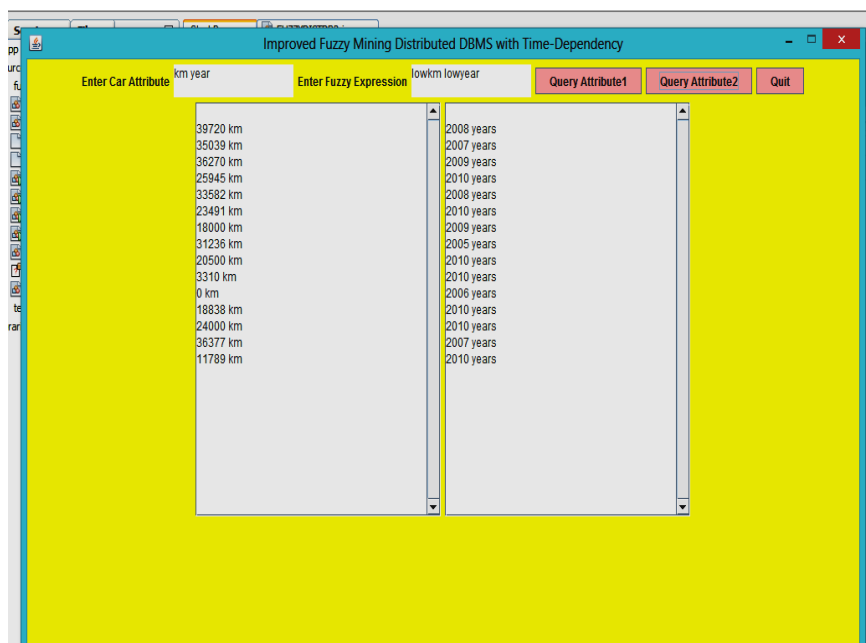 Improved Fuzzy Mining Distributed DBMS with Time-Dependency
Enter Car Attribute
km year
Enter Fuzzy Expression
lowkm lowyear
Query Attribute1
Query Attribute2
Quit
39720 km
35039 km
36270 km
25945 km
33582 km
23491 km
18000 km
31236 km
20500 km
3310 km
0 km
18838 km
24000 km
36377 km
11789 km
2008 years
2007 years
2009 years
2010 years
2008 years
2010 years
2009 years
2005 years
2010 years
2010 years
2006 years
2010 years
2010 years
2007 years
2010 years